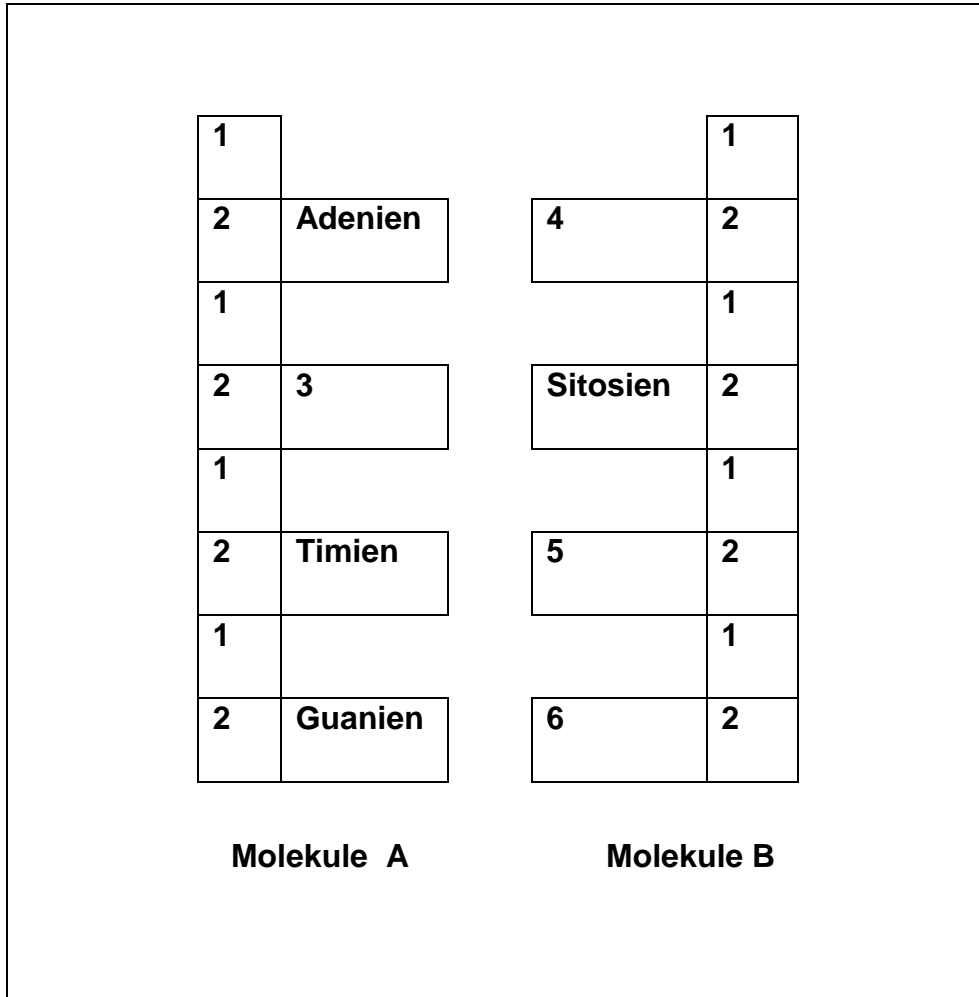 1 1
2 Adenien 4 2
1 1
2 3 Sitosien 2
1 1
2 Timien 5 2
1 1
2 Guanien 6 2
Molekule A Molekule B